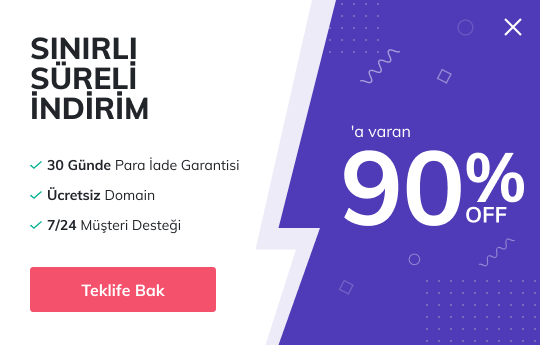 SINIRLI
SÜRELİ
İNDİRİM
30 Günde Para İade Garantisi
Ücretsiz Domain
7/24 Müşteri Desteği
Teklife Bak
'a varan
90%
OFF